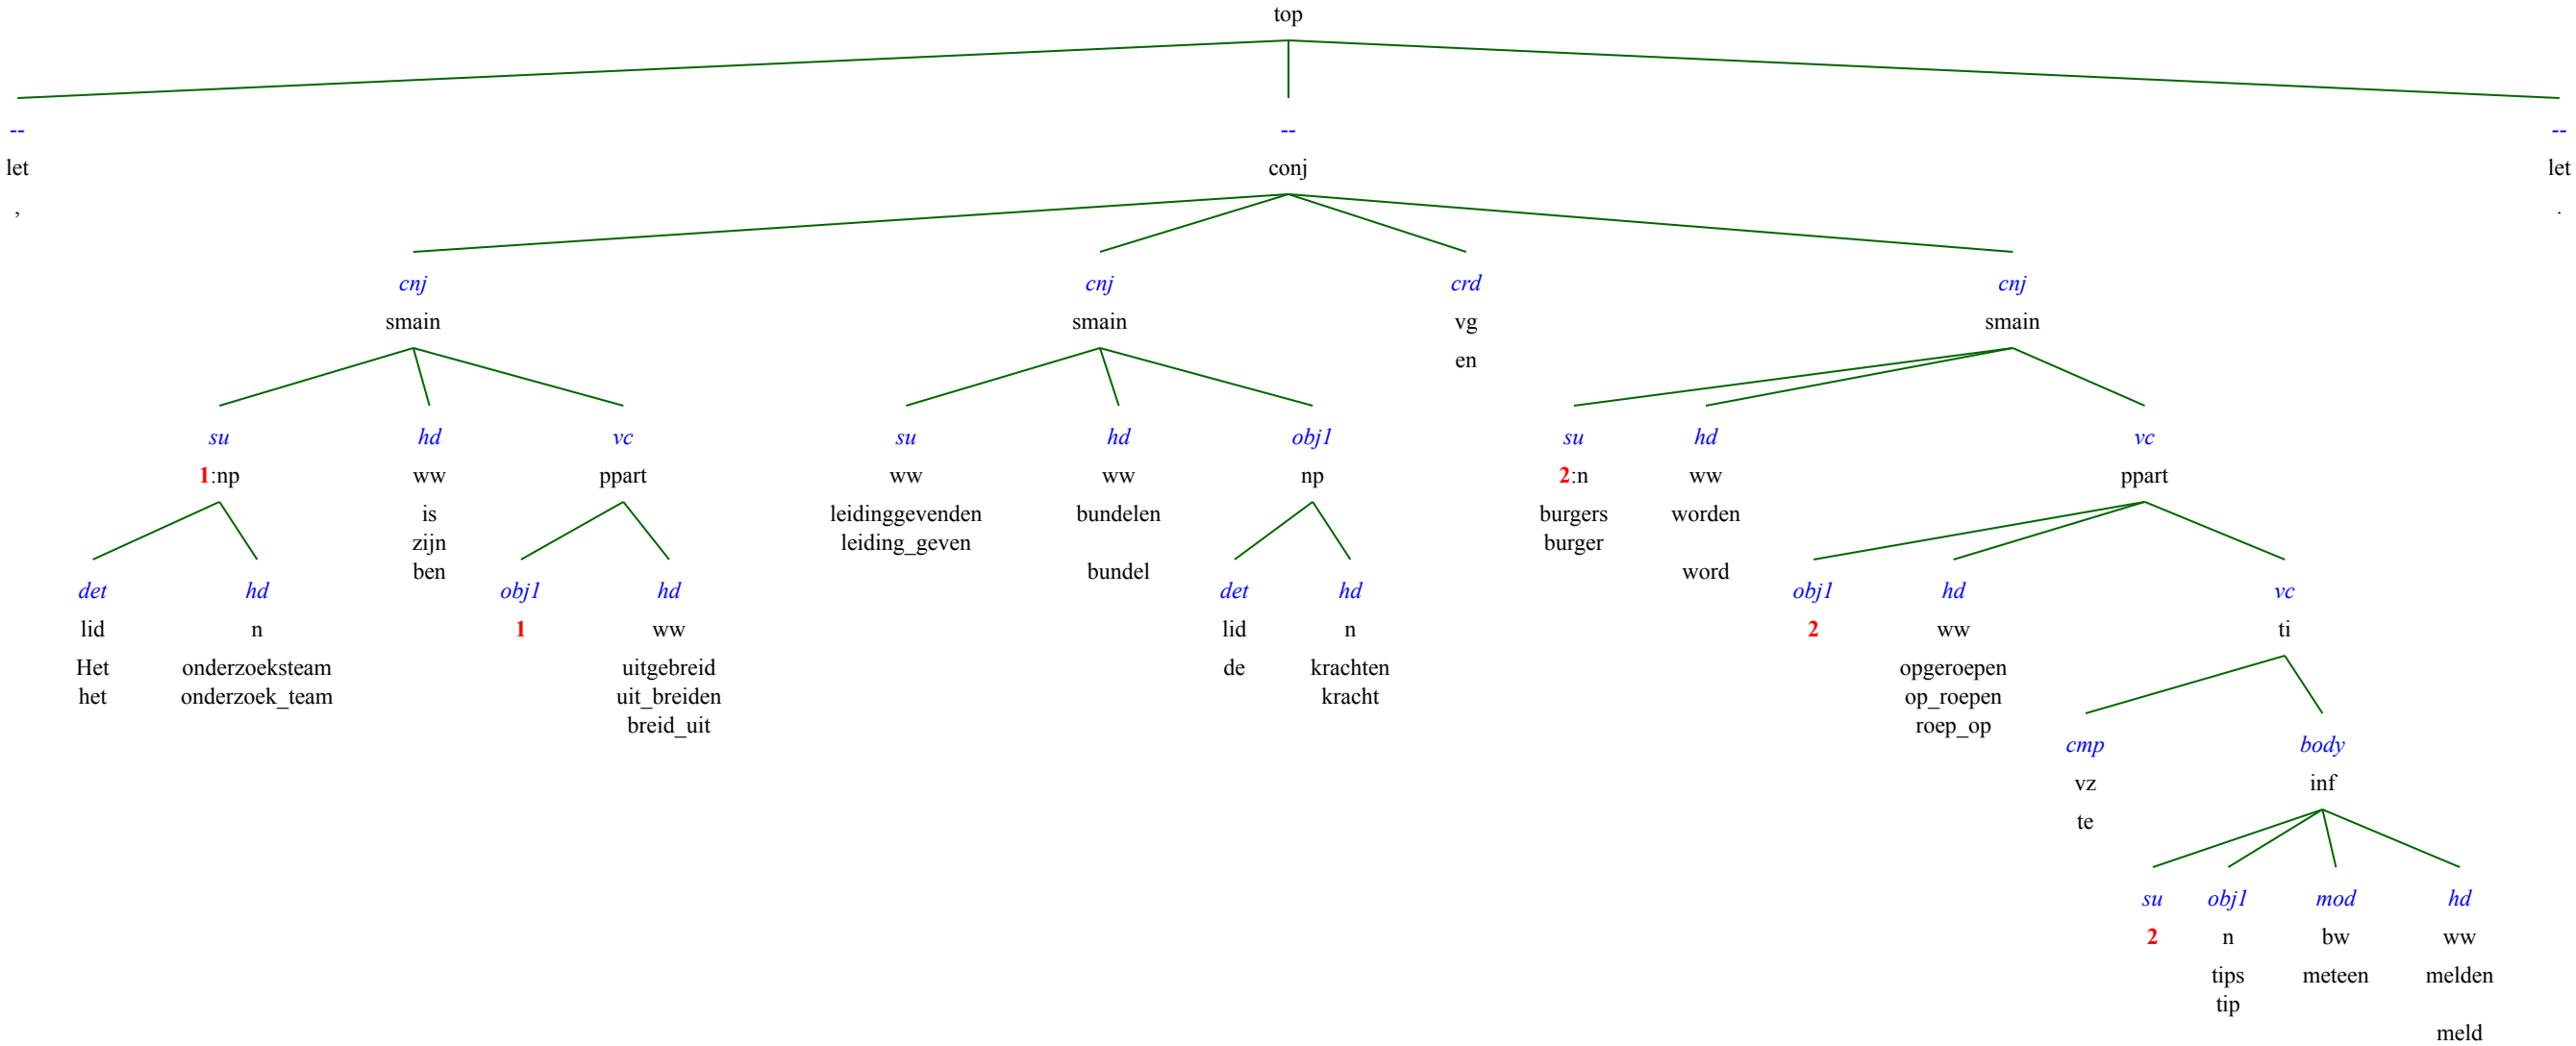 top
-- -- --
let conj let
, .
cnj cnj crd cnj
smain smain vg smain
en
su hd vc su hd obj1 su hd vc
1:np ww ppart ww ww np 2:n ww ppart
is leidinggevenden bundelen burgers worden
zijn leiding_geven burger
ben bundel word
det hd obj1 hd det hd obj1 hd vc
lid n 1 ww lid n 2 ww ti
Het onderzoeksteam uitgebreid de krachten opgeroepen
het onderzoek_team uit_breiden kracht op_roepen
breid_uit roep_op
cmp body
vz inf
te
su obj1 mod hd
2 n bw ww
tips meteen melden
tip
meld